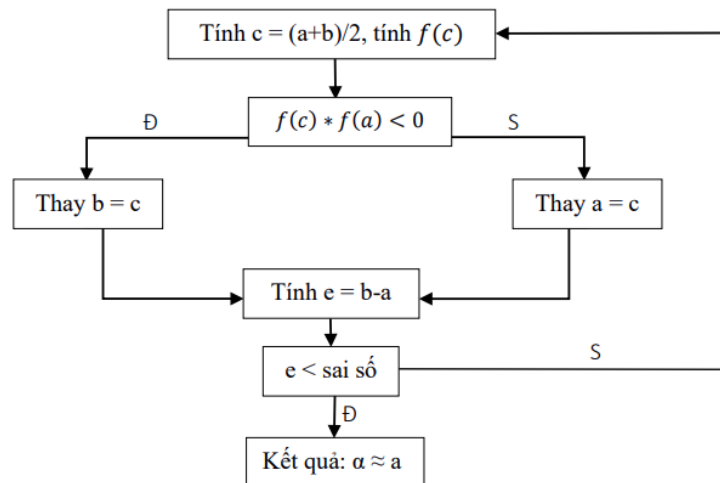 Tính c = (a+b)/2, tính f(c)
f(c) ∗ f(a) < 0
Đ
S
Thay b = c
Thay a = c
Tính e = b-a
e < sai số
S
Đ
Kết quả: α ≈ a